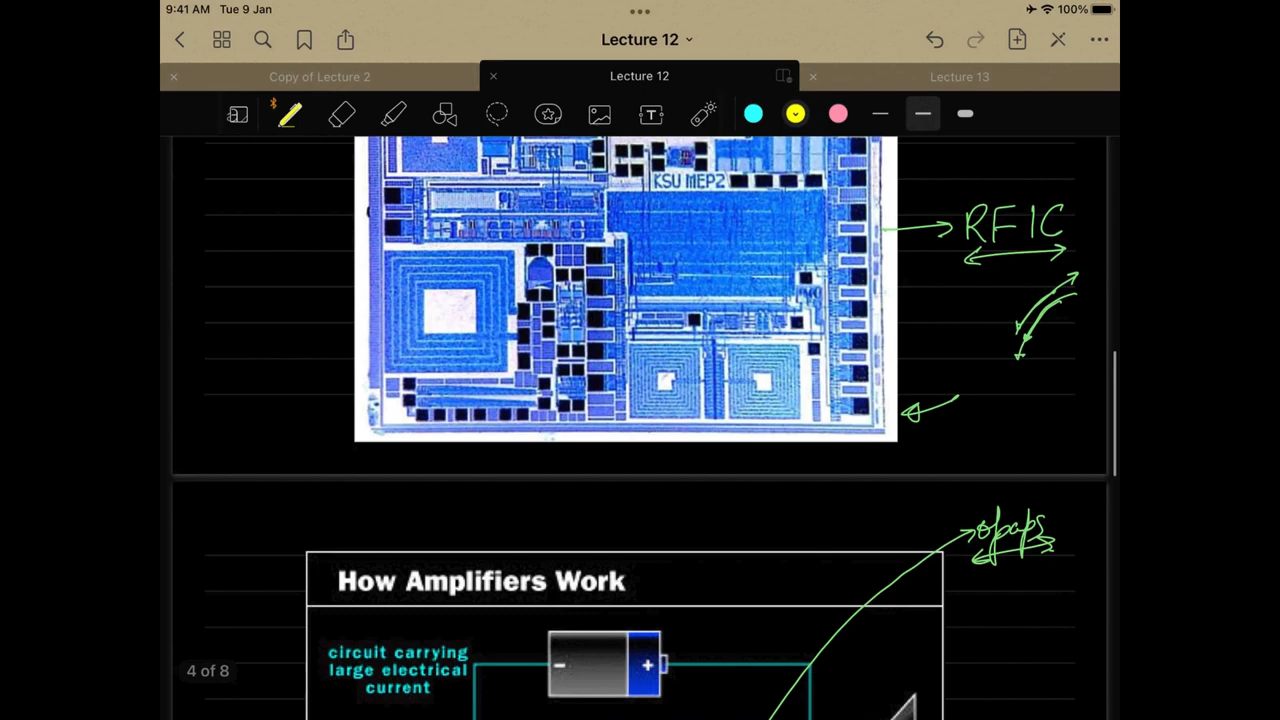 9:41 AM Tue 9 Jan
100%
Lecture 12
Copy of Lecture 2
Lecture 12
Lecture 13
T
KSU MEP2
RFIC
opaps
How Amplifiers Work
circuit carrying
large electrical
current
- +
4 of 8